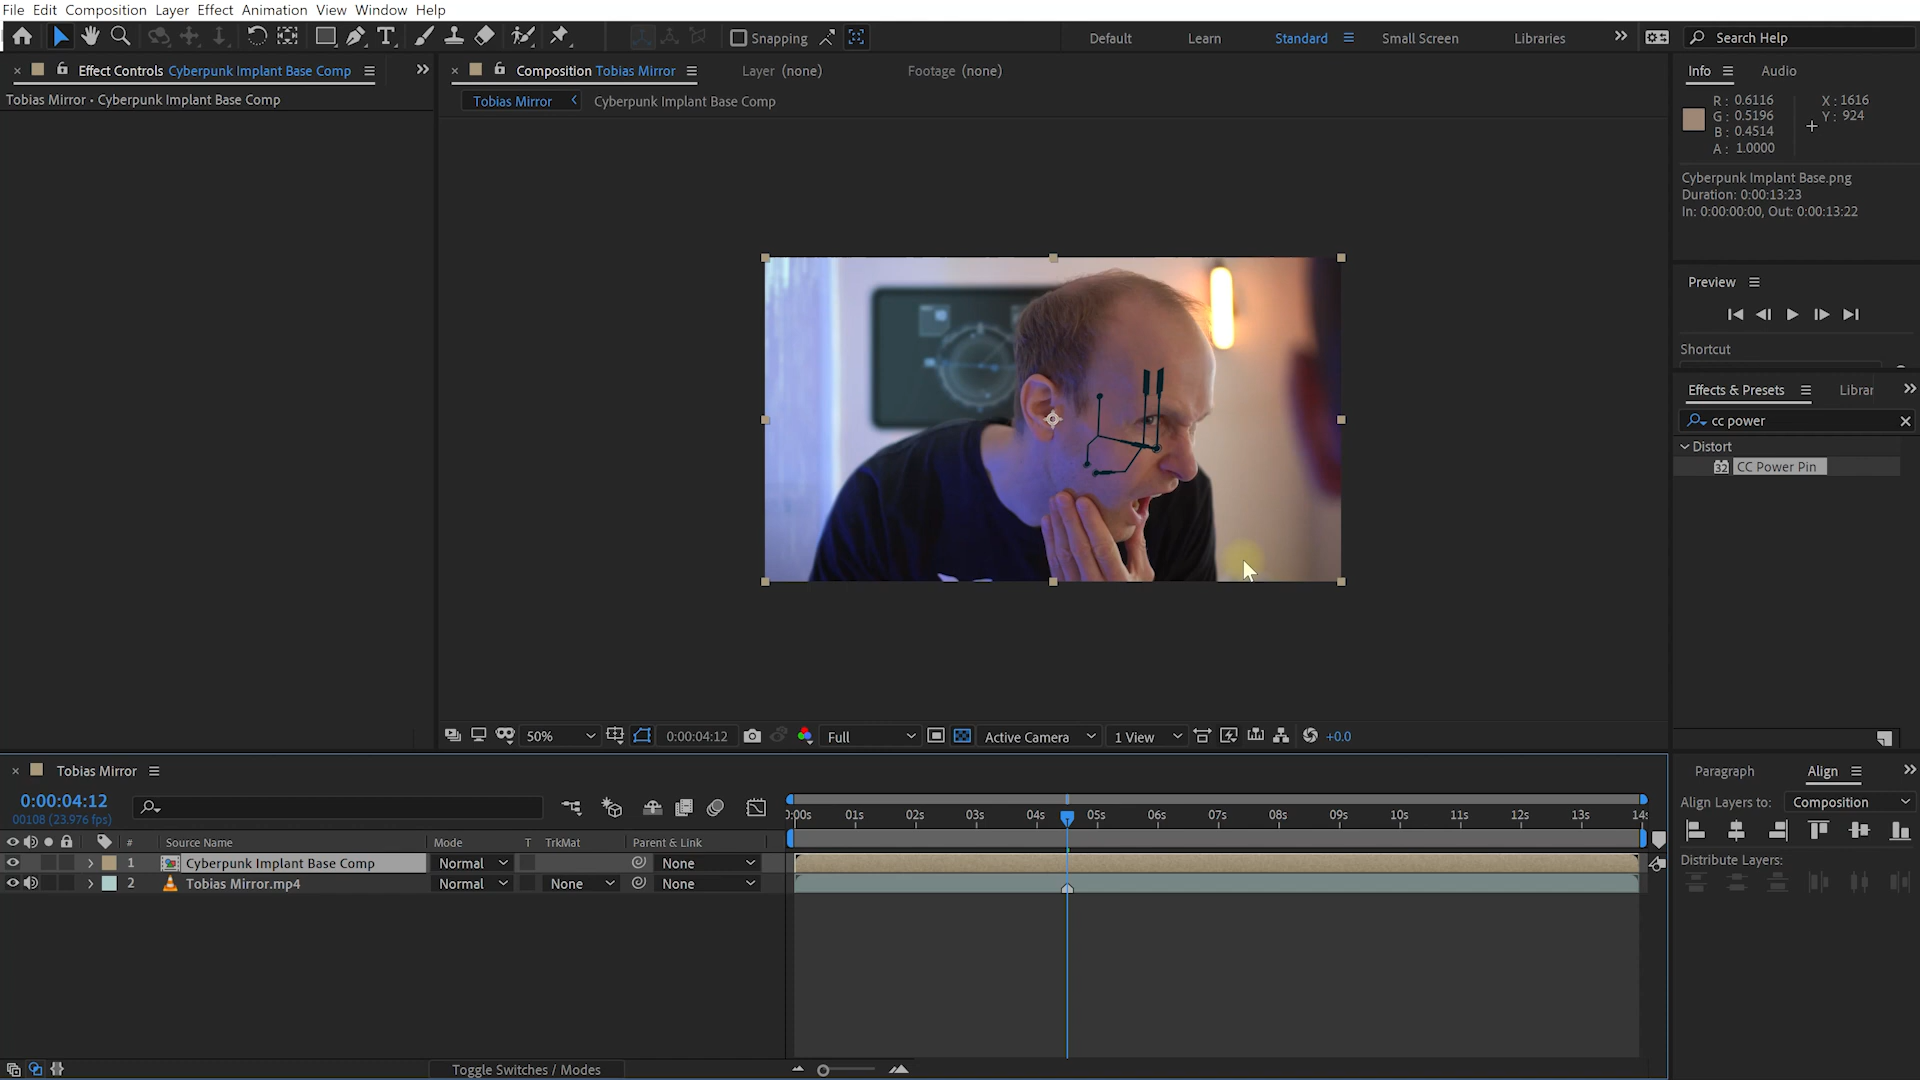 File Edit Composition Layer Effect Animation View Window Help
Snapping
Default Learn Standard Small Screen Libraries
Search Help
Effect Controls Cyberpunk Implant Base Comp
Tobias Mirror • Cyberpunk Implant Base Comp
Composition Tobias Mirror
Layer (none)
Footage (none)
Tobias Mirror
Cyberpunk Implant Base Comp
Info Audio
R: 0.6116
G: 0.5196
B: 0.4514
A: 1.0000
X: 1616
Y: 924
Cyberpunk Implant Base.png
Duration: 0:00:13:23
In: 0:00:00:00, Out: 0:00:13:22
Preview
Shortcut
Effects & Presets
Librar
cc power
Distort
32 CC Power Pin
50%
0:00:04:12
Full
Active Camera
1 View
+0.0
Tobias Mirror
0:00:04:12
00108 (23.976 fps)
# Source Name Mode T TrkMat Parent & Link
1 Cyberpunk Implant Base Comp Normal None
2 Tobias Mirror.mp4 Normal None None
:00s 01s 02s 03s 04s 05s 06s 07s 08s 09s 10s 11s 12s 13s 14s
Toggle Switches / Modes
Paragraph Align
Align Layers to: Composition
Distribute Layers: